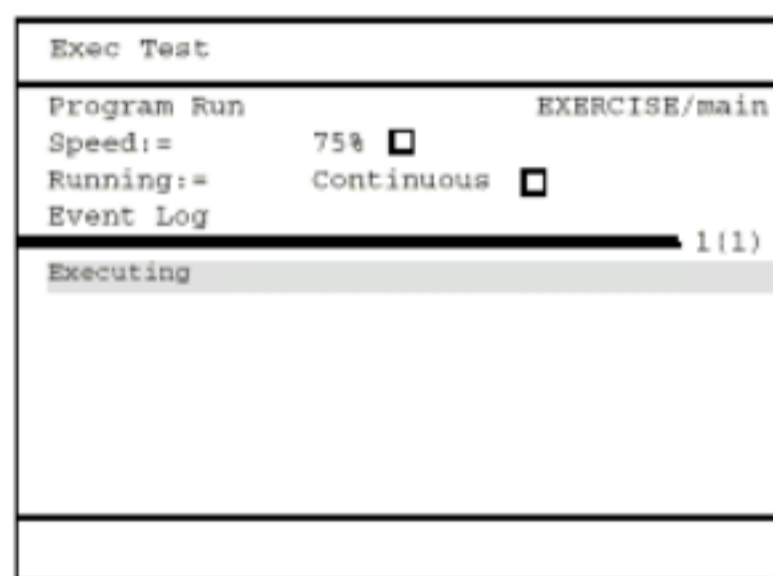 Exec Test
Program Run EXERCISE/main
Speed:= 75%
Running:= Continuous
Event Log
1(1)
Executing